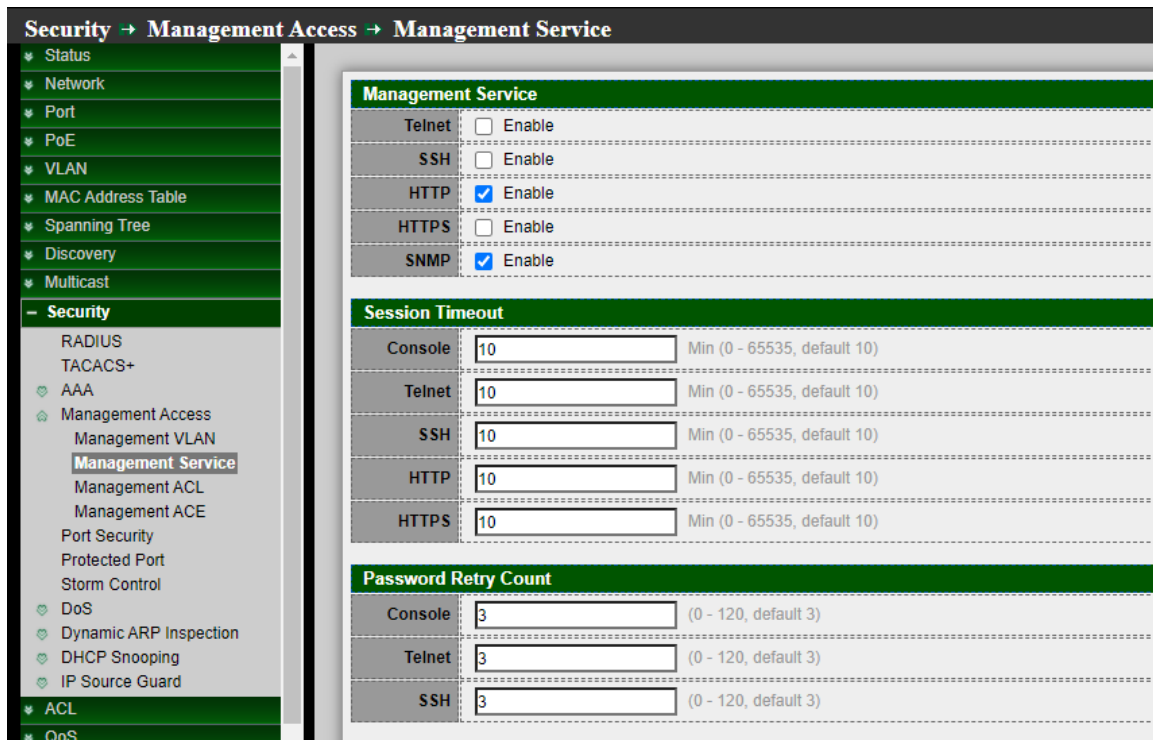 Security → Management Access → Management Service
Status
Network
Port
PoE
VLAN
MAC Address Table
Spanning Tree
Discovery
Multicast
Security
RADIUS
TACACS+
AAA
Management Access
Management VLAN
Management Service
Management ACL
Management ACE
Port Security
Protected Port
Storm Control
DoS
Dynamic ARP Inspection
DHCP Snooping
IP Source Guard
ACL
QoS
Management Service
Telnet Enable
SSH Enable
HTTP Enable
HTTPS Enable
SNMP Enable
Session Timeout
Console 10 Min (0 - 65535, default 10)
Telnet 10 Min (0 - 65535, default 10)
SSH 10 Min (0 - 65535, default 10)
HTTP 10 Min (0 - 65535, default 10)
HTTPS 10 Min (0 - 65535, default 10)
Password Retry Count
Console 3 (0 - 120, default 3)
Telnet 3 (0 - 120, default 3)
SSH 3 (0 - 120, default 3)